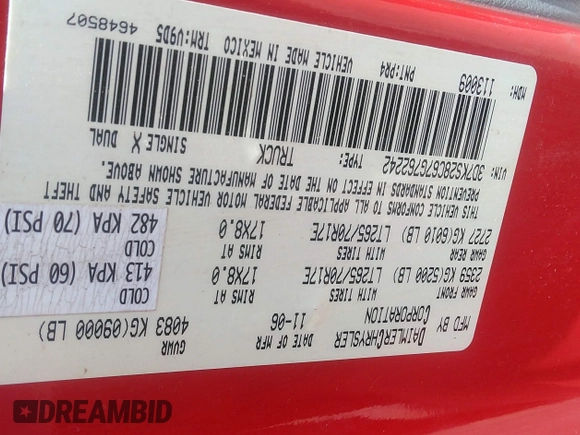 MFD BY DAIMLERCHRYSLER CORPORATION
DATE OF MFR 11-06
GVWR 4083 KG(09000 LB)
GAWR FRONT 2359 KG(5200 LB)
WITH TIRES LT265/70R17E
RIMS AT 17X8.0
COLD 413 KPA (60 PSI)
GAWR REAR 2727 KG(6010 LB)
WITH TIRES LT265/70R17E
RIMS AT 17X8.0
COLD 482 KPA (70 PSI)
THIS VEHICLE CONFORMS TO ALL APPLICABLE FEDERAL MOTOR VEHICLE SAFETY AND THEFT
PREVENTION STANDARDS IN EFFECT ON THE DATE OF MANUFACTURE SHOWN ABOVE.
VIN: 3D7KS28C67G762242 TYPE: TRUCK SINGLE X DUAL
MDH: 113009 PNT: PR4 VEHICLE MADE IN MEXICO TRM: V9D5 4648507
DREAMBID